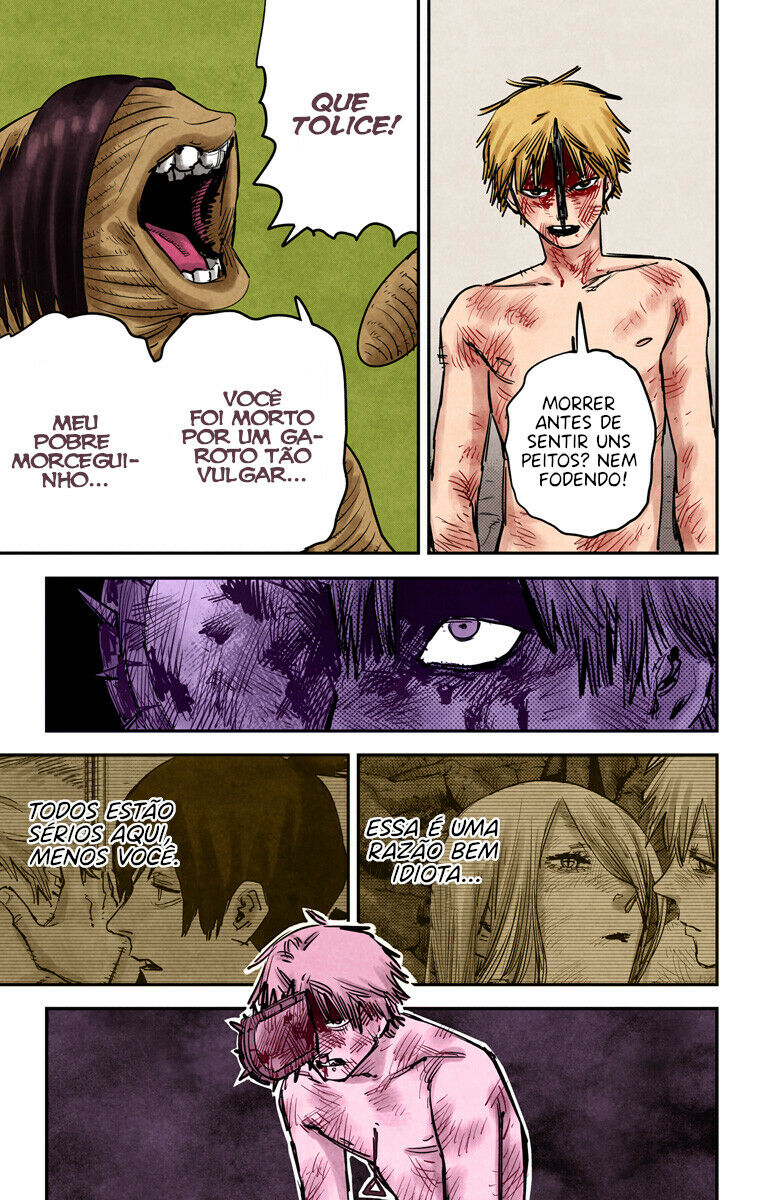 MORRER
ANTES DE
SENTIR UNS
PEITOS? NEM
FODENDO!
QUE
TOLICE!
VOCÊ
FOI MORTO
POR UM GA-
ROTO TÃO
VULGAR...
MEU
POBRE
MORCEGUI-
NHO...
ESSA É UMA
RAZÃO BEM
IDIOTA...
TODOS ESTÃO
SÉRIOS AQUI,
MENOS VOCÊ.